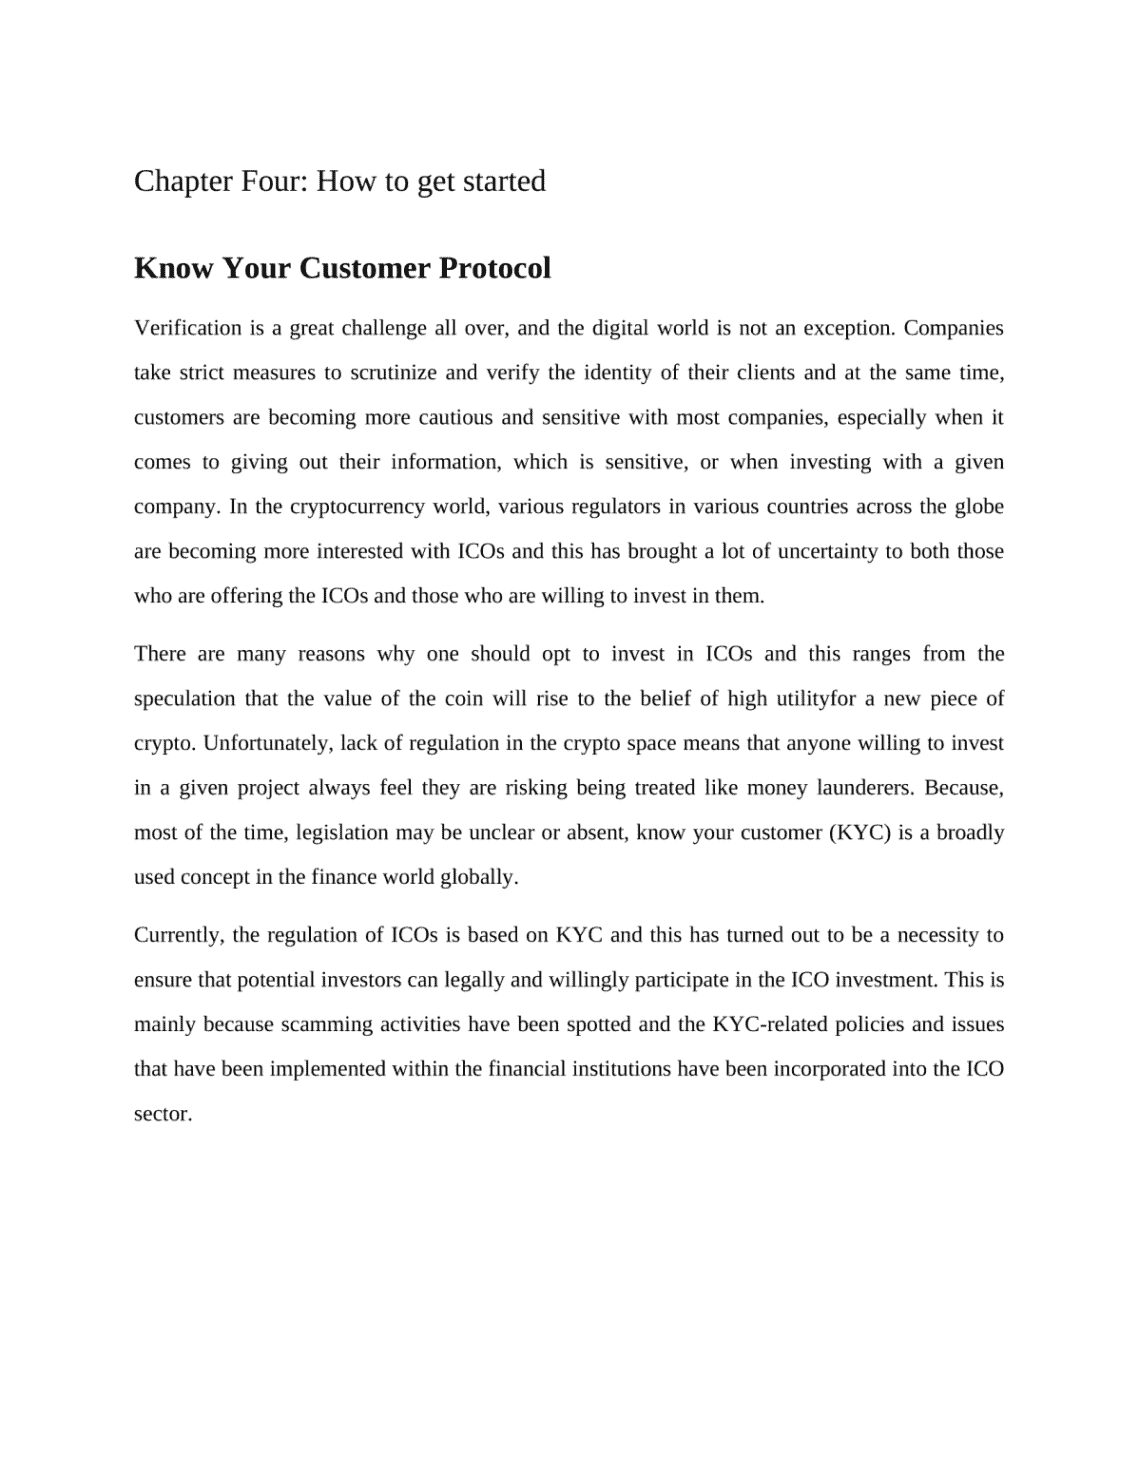 Chapter Four: How to get started
Know Your Customer Protocol
Verification is a great challenge all over, and the digital world is not an exception. Companies
take strict measures to scrutinize and verify the identity of their clients and at the same time,
customers are becoming more cautious and sensitive with most companies, especially when it
comes to giving out their information, which is sensitive, or when investing with a given
company. In the cryptocurrency world, various regulators in various countries across the globe
are becoming more interested with ICOs and this has brought a lot of uncertainty to both those
who are offering the ICOs and those who are willing to invest in them.
There are many reasons why one should opt to invest in ICOs and this ranges from the
speculation that the value of the coin will rise to the belief of high utilityfor a new piece of
crypto. Unfortunately, lack of regulation in the crypto space means that anyone willing to invest
in a given project always feel they are risking being treated like money launderers. Because,
most of the time, legislation may be unclear or absent, know your customer (KYC) is a broadly
used concept in the finance world globally.
Currently, the regulation of ICOs is based on KYC and this has turned out to be a necessity to
ensure that potential investors can legally and willingly participate in the ICO investment. This is
mainly because scamming activities have been spotted and the KYC-related policies and issues
that have been implemented within the financial institutions have been incorporated into the ICO
sector.